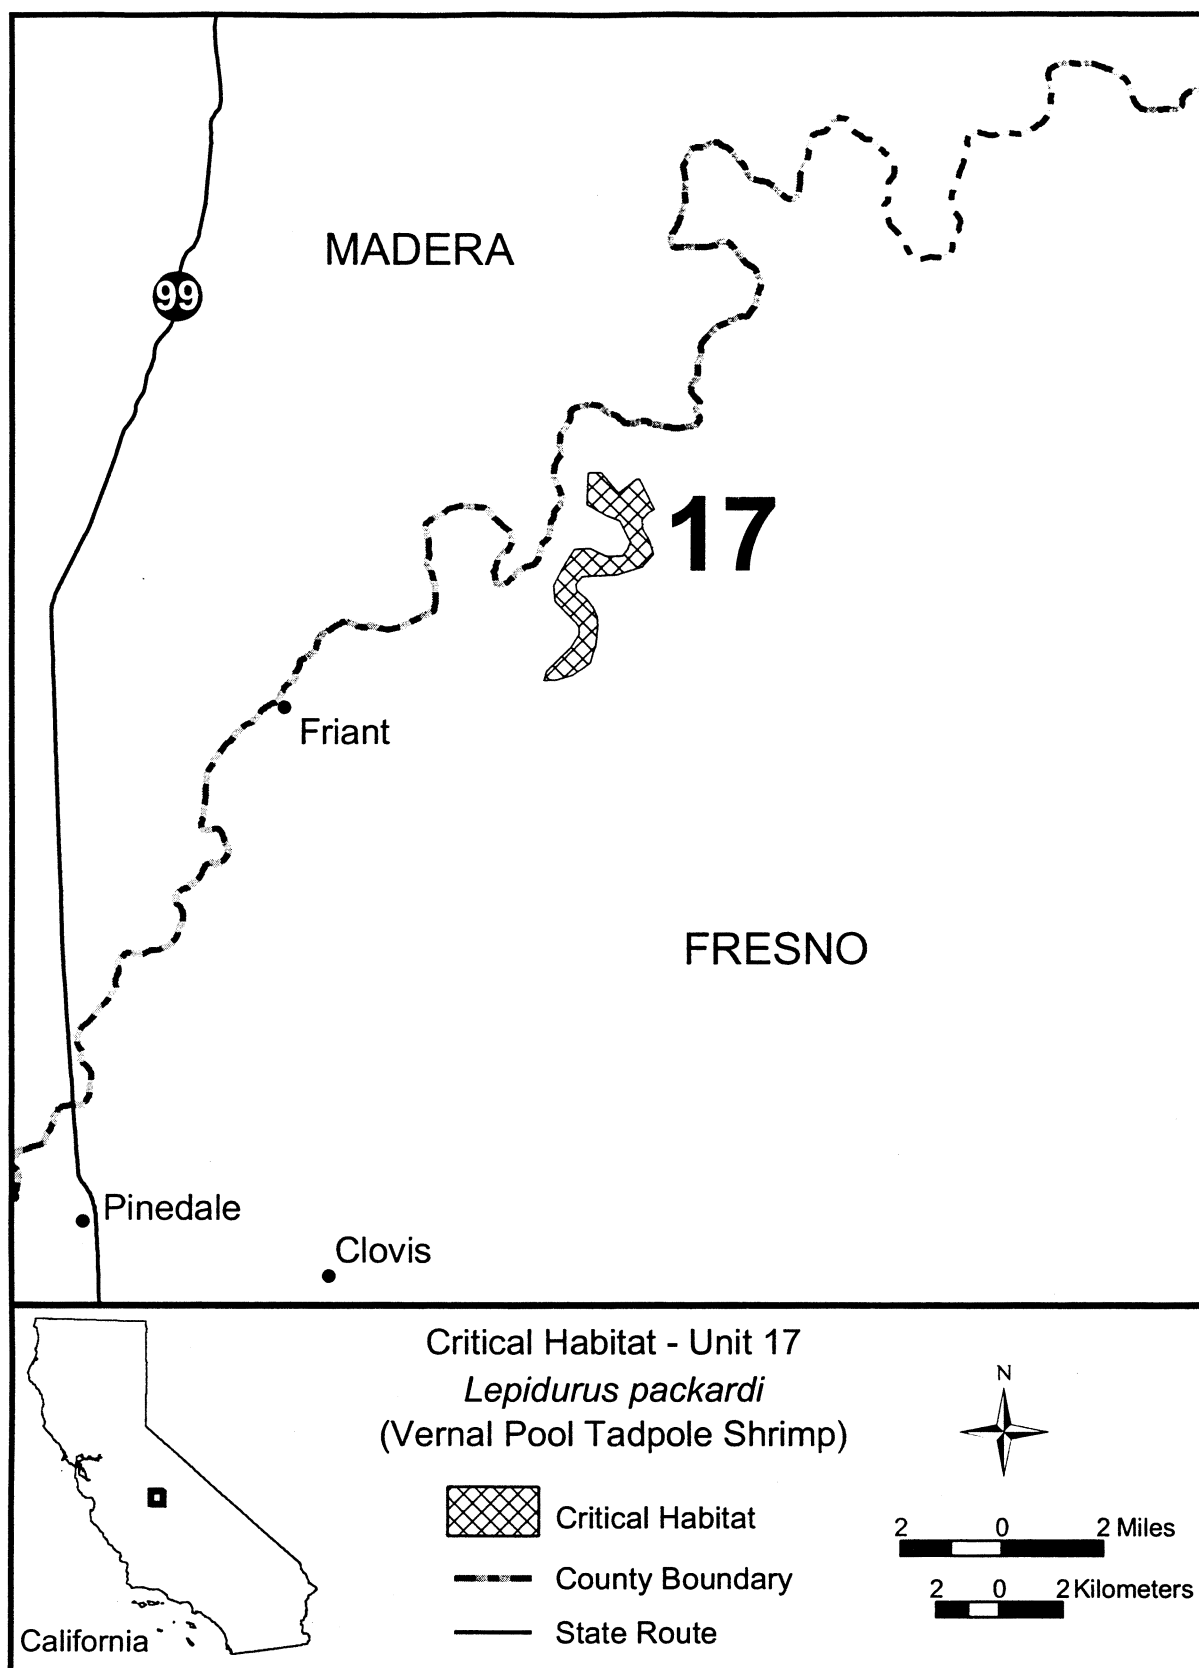 MADERA
99
17
Friant
FRESNO
Pinedale
Clovis
Critical Habitat - Unit 17
Lepidurus packardi
(Vernal Pool Tadpole Shrimp)
N
Critical Habitat
County Boundary
State Route
2 0 2 Miles
2 0 2 Kilometers
California